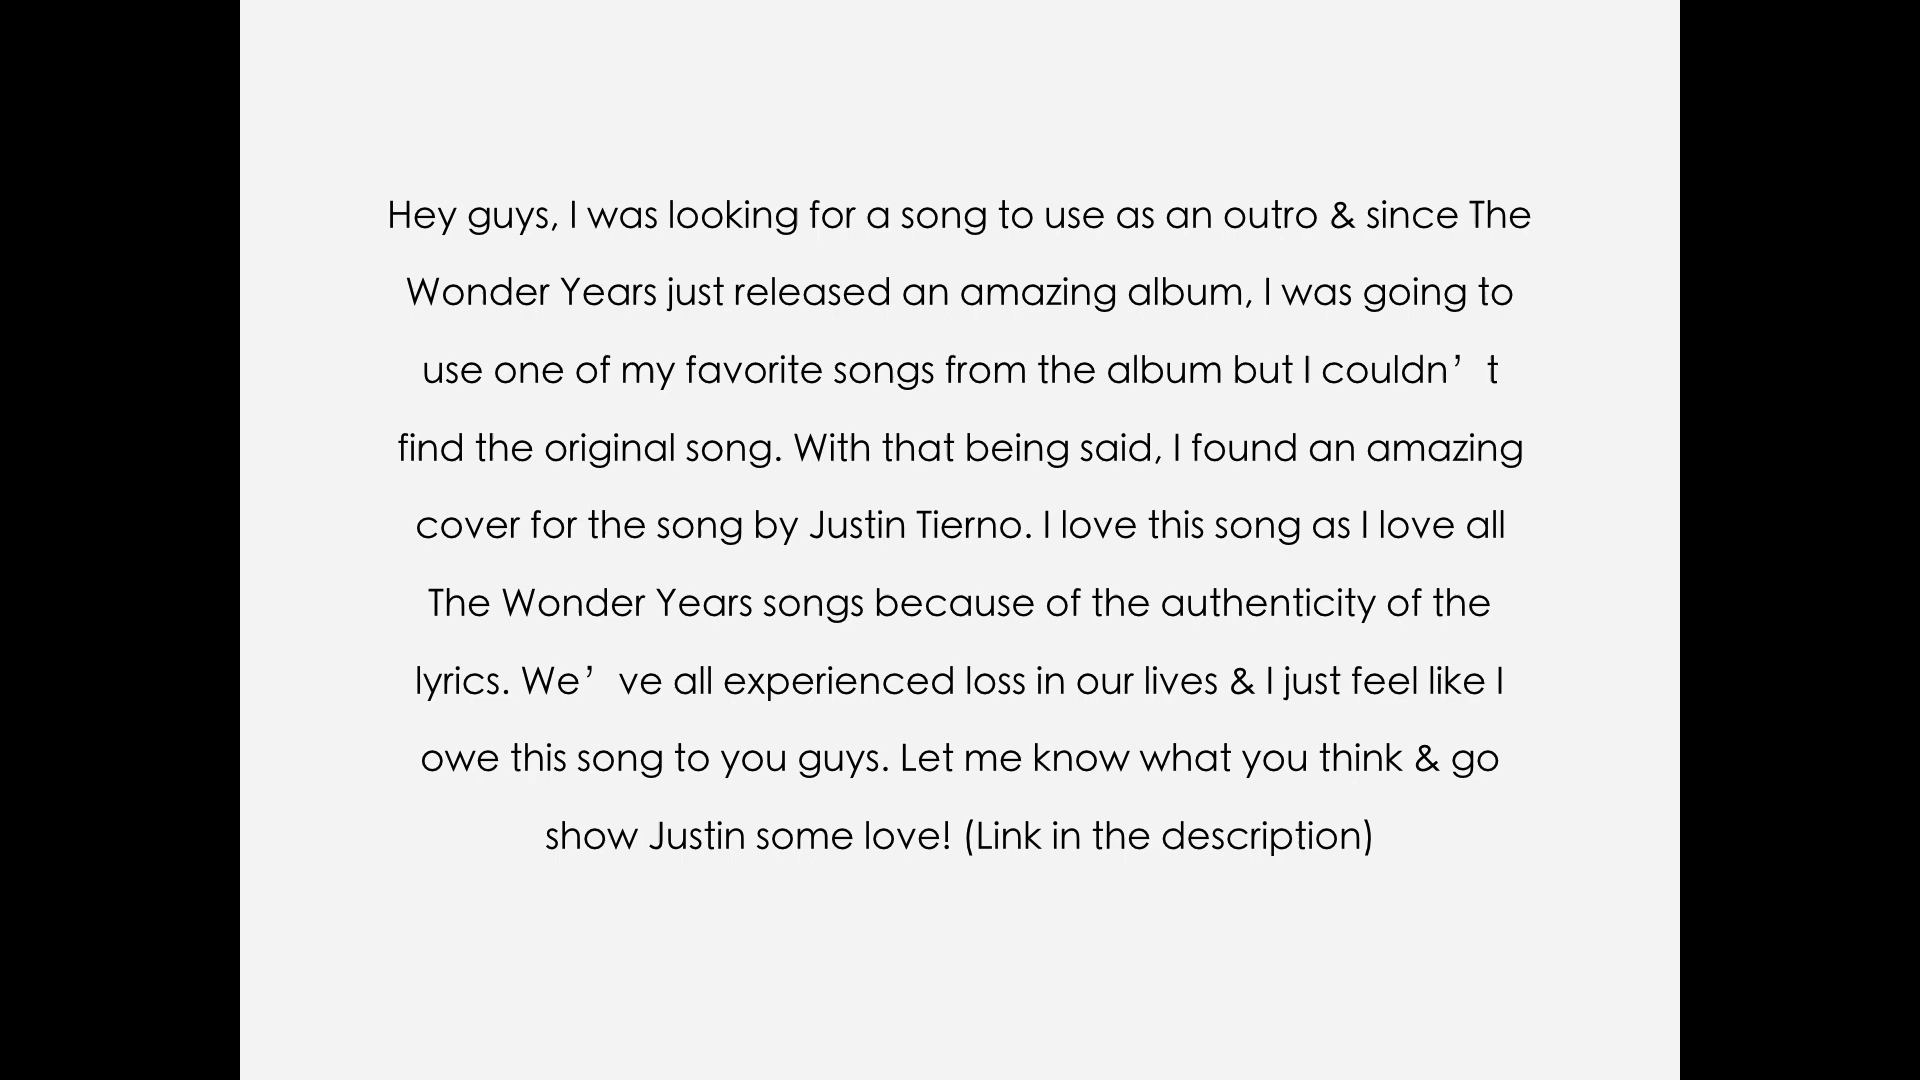 Hey guys, I was looking for a song to use as an outro & since The
Wonder Years just released an amazing album, I was going to
use one of my favorite songs from the album but I couldn’t
find the original song. With that being said, I found an amazing
cover for the song by Justin Tierno. I love this song as I love all
The Wonder Years songs because of the authenticity of the
lyrics. We’ve all experienced loss in our lives & I just feel like I
owe this song to you guys. Let me know what you think & go
show Justin some love! (Link in the description)